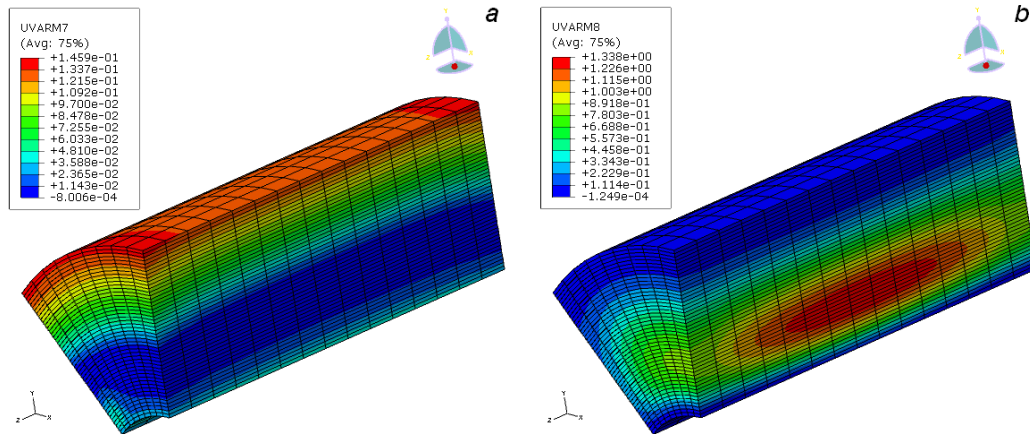 a
UVARM7
(Avg: 75%)
+1.459e-01
+1.337e-01
+1.215e-01
+1.092e-01
+9.700e-02
+8.478e-02
+7.255e-02
+6.033e-02
+4.810e-02
+3.588e-02
+2.365e-02
+1.143e-02
-8.006e-04
Y
Z
X
Y
Z
X
b
UVARM8
(Avg: 75%)
+1.338e+00
+1.226e+00
+1.115e+00
+1.003e+00
+8.918e-01
+7.803e-01
+6.688e-01
+5.573e-01
+4.458e-01
+3.343e-01
+2.229e-01
+1.114e-01
-1.249e-04
Y
Z
X
Y
Z
X